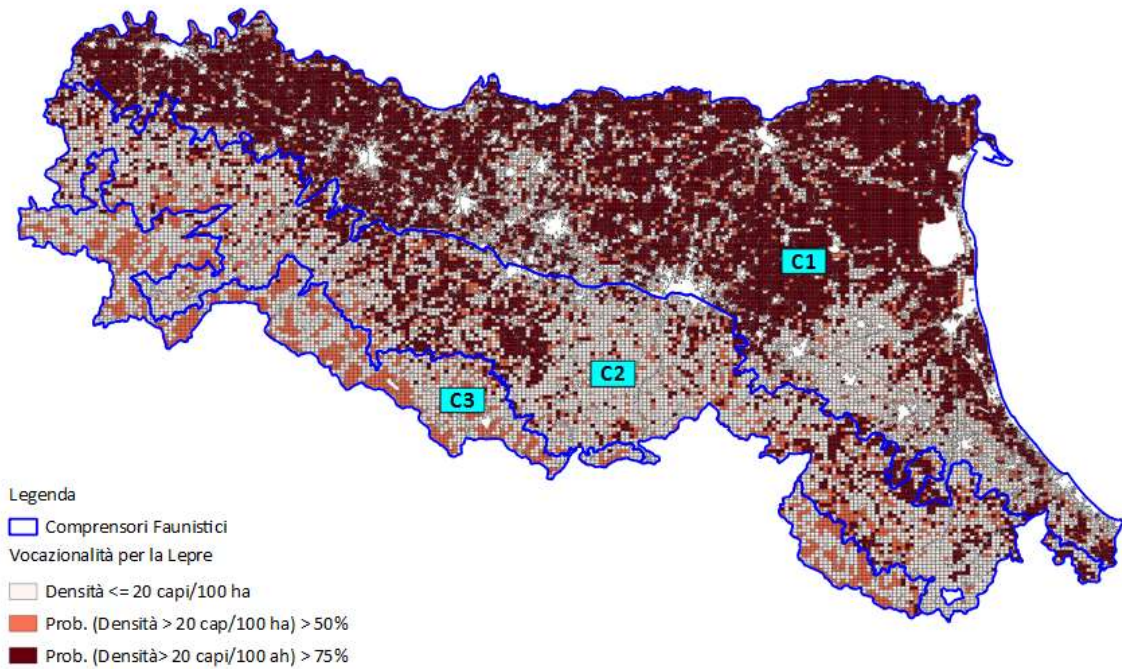 C1
C2
C3
Legenda
Comprensori Faunistici
Vocazionalità per la Lepre
Densità <= 20 capi/100 ha
Prob. (Densità > 20 cap/100 ha) > 50%
Prob. (Densità> 20 capi/100 ah) > 75%